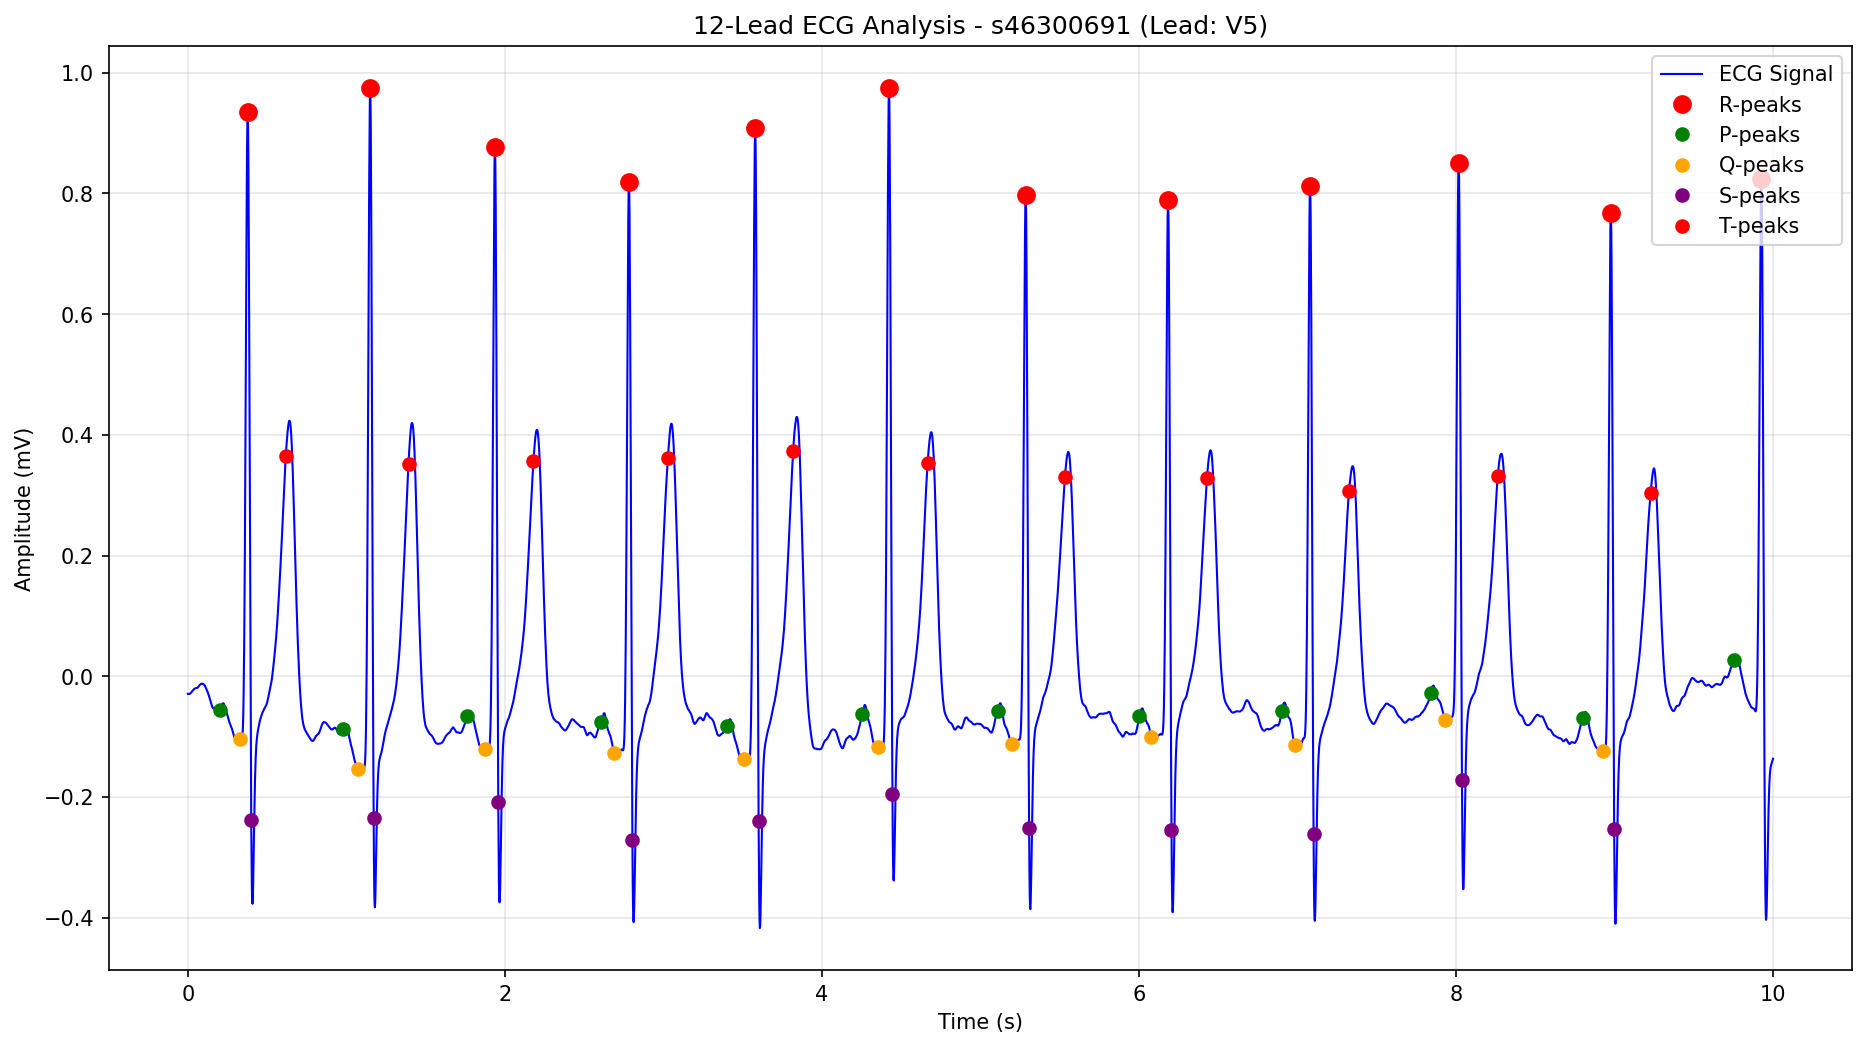 12-Lead ECG Analysis - s46300691 (Lead: V5)
1.0
0.8
0.6
0.4
0.2
0.0
−0.2
−0.4
Amplitude (mV)
0
2
4
6
8
10
Time (s)
ECG Signal
R-peaks
P-peaks
Q-peaks
S-peaks
T-peaks